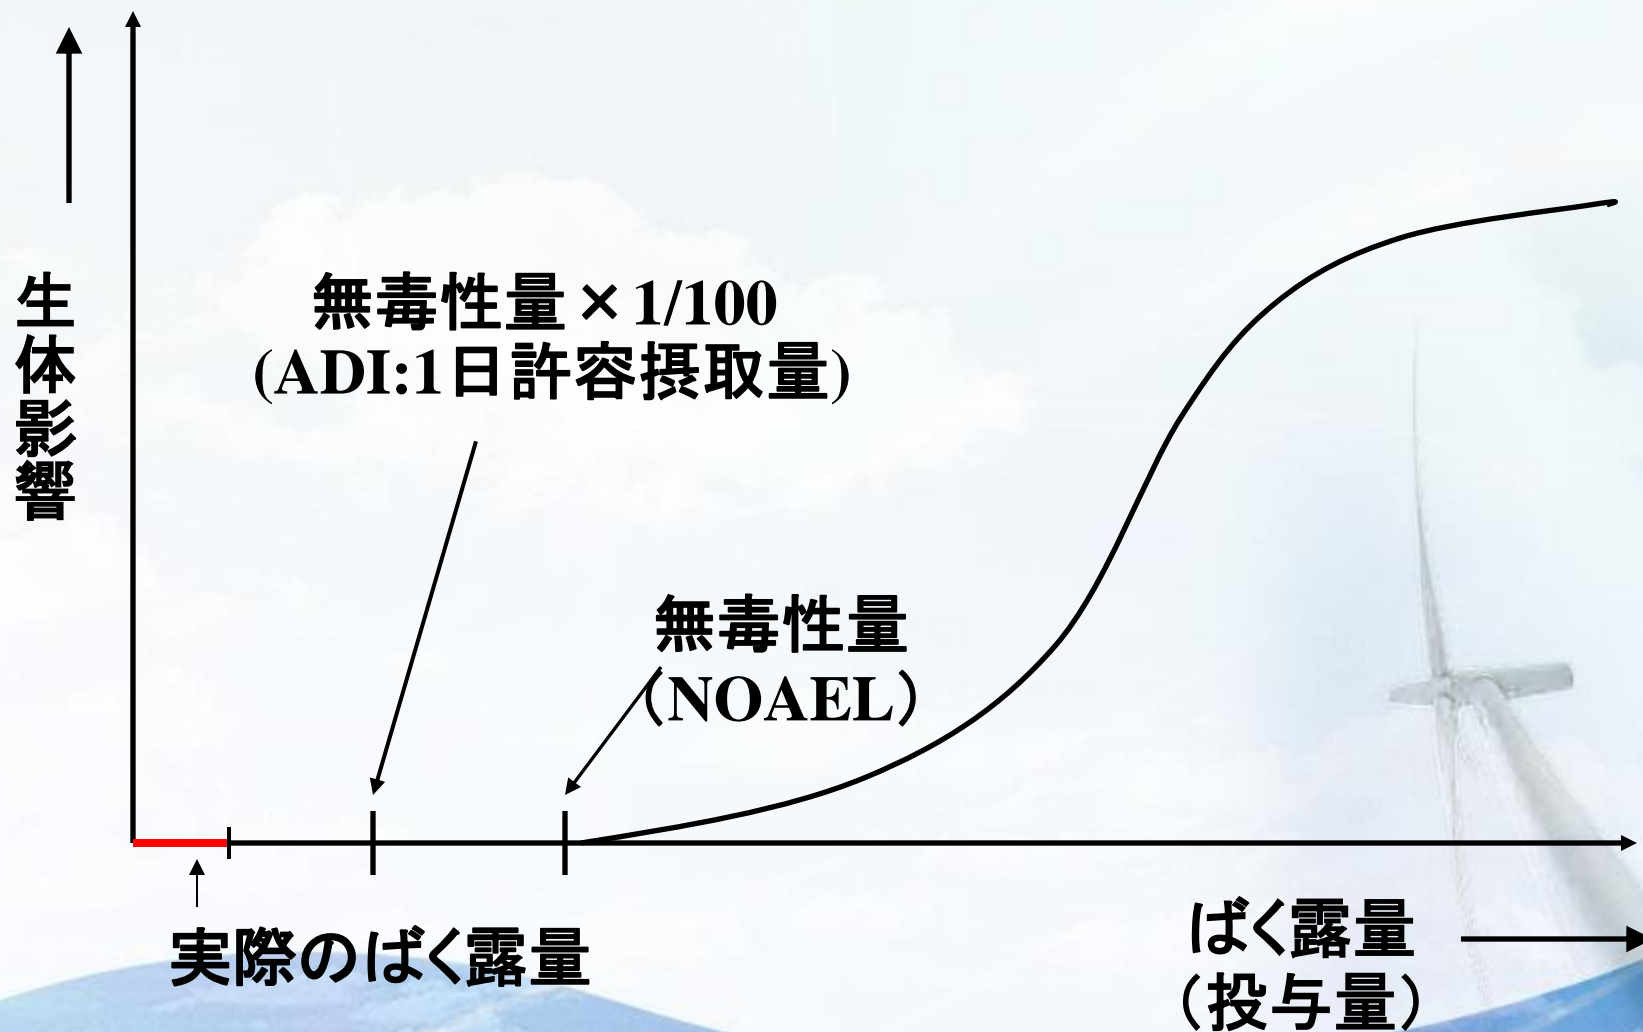 生体影響
無毒性量×1/100
(ADI:1日許容摂取量)
無毒性量
（NOAEL）
実際のばく露量
ばく露量
（投与量）